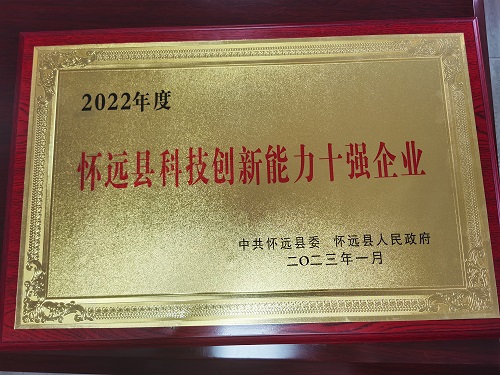 2022年度
怀远县科技创新能力十强企业
中共怀远县委 怀远县人民政府
二〇二三年一月